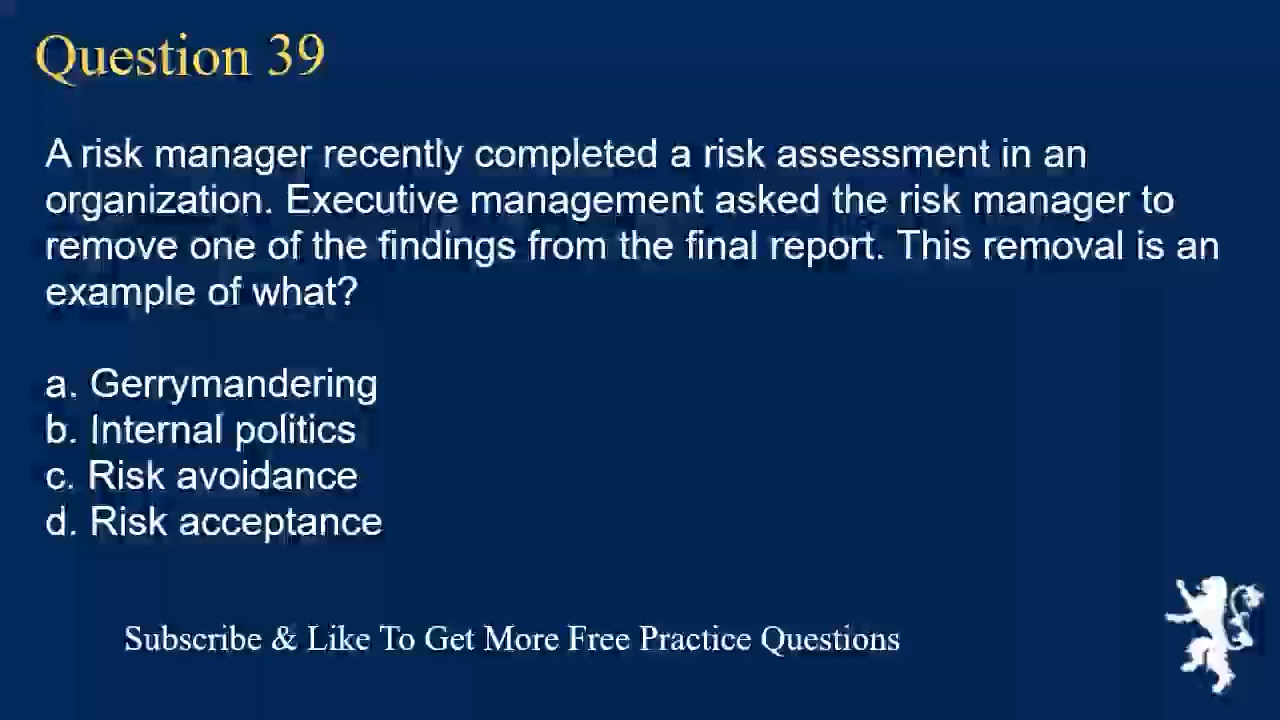 Question 39
A risk manager recently completed a risk assessment in an
organization. Executive management asked the risk manager to
remove one of the findings from the final report. This removal is an
example of what?
a. Gerrymandering
b. Internal politics
c. Risk avoidance
d. Risk acceptance
Subscribe & Like To Get More Free Practice Questions